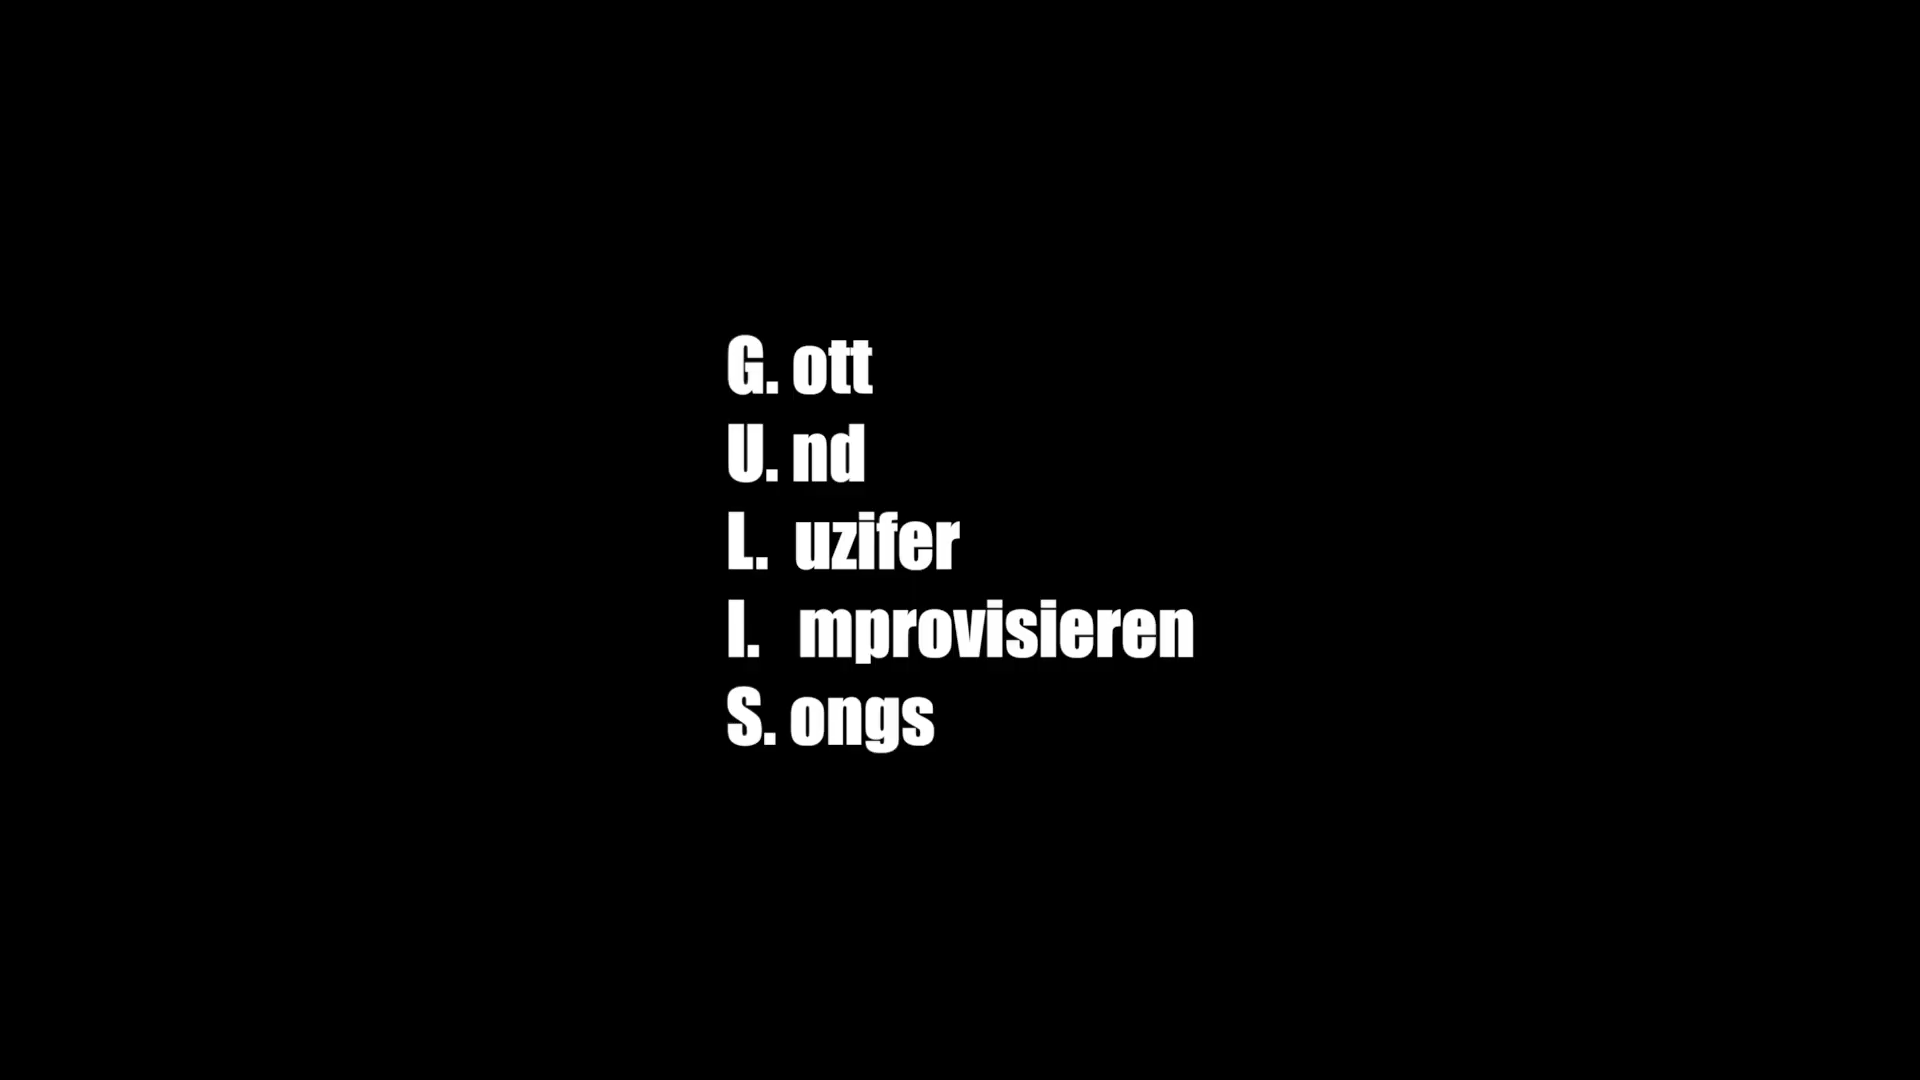 G. ott
U. nd
L. uzifer
I. mprovisieren
S. ongs